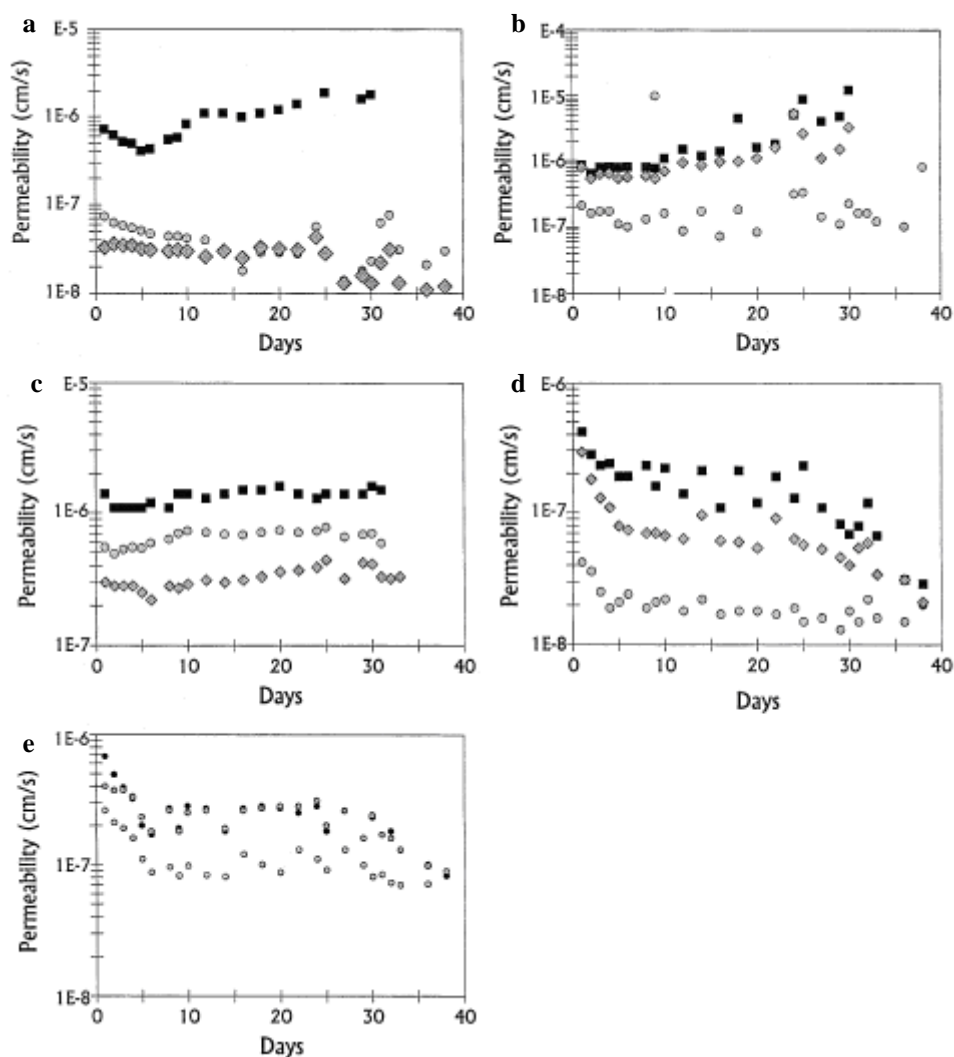 a
E-5
1E-6
1E-7
1E-8
Permeability (cm/s)
0 10 20 30 40
Days
b
E-4
1E-5
1E-6
1E-7
1E-8
Permeability (cm/s)
0 10 20 30 40
Days
c
E-5
1E-6
1E-7
Permeability (cm/s)
0 10 20 30 40
Days
d
E-6
1E-7
1E-8
Permeability (cm/s)
0 10 20 30 40
Days
e
1E-6
1E-7
1E-8
Permeability (cm/s)
0 10 20 30 40
Days